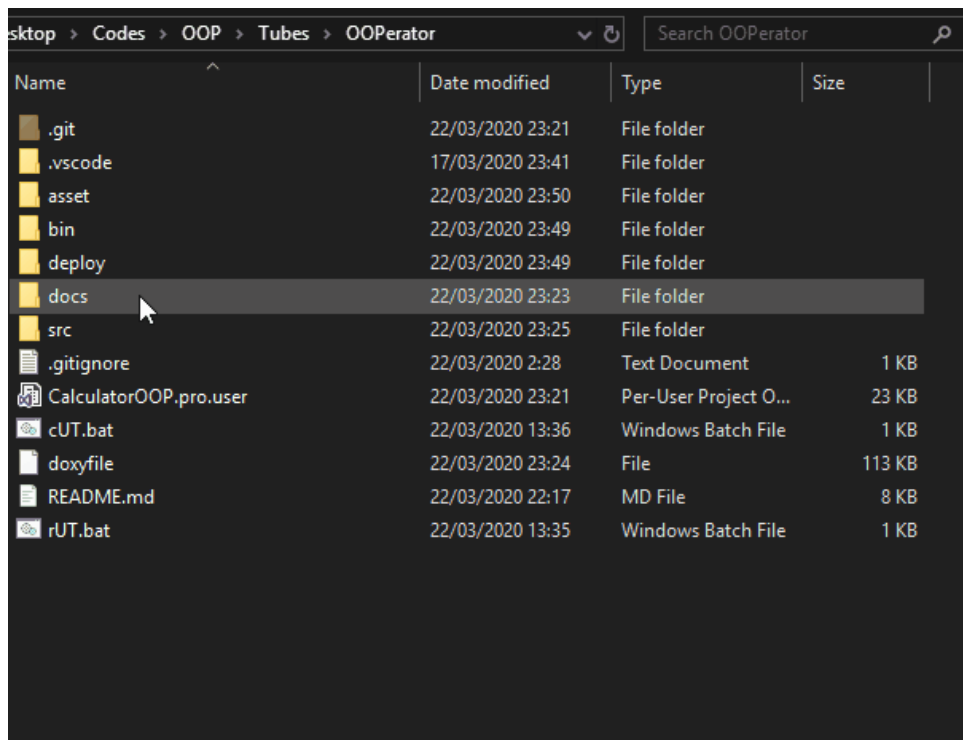 Codes > OOP > Tubes > OOPerator Search OOPerator
Name Date modified Type Size
.git 22/03/2020 23:21 File folder
.vscode 17/03/2020 23:41 File folder
asset 22/03/2020 23:50 File folder
bin 22/03/2020 23:49 File folder
deploy 22/03/2020 23:49 File folder
docs 22/03/2020 23:23 File folder
src 22/03/2020 23:25 File folder
.gitignore 22/03/2020 2:28 Text Document 1 KB
CalculatorOOP.pro.user 22/03/2020 23:21 Per-User Project O... 23 KB
cUT.bat 22/03/2020 13:36 Windows Batch File 1 KB
doxyfile 22/03/2020 23:24 File 113 KB
README.md 22/03/2020 22:17 MD File 8 KB
rUT.bat 22/03/2020 13:35 Windows Batch File 1 KB